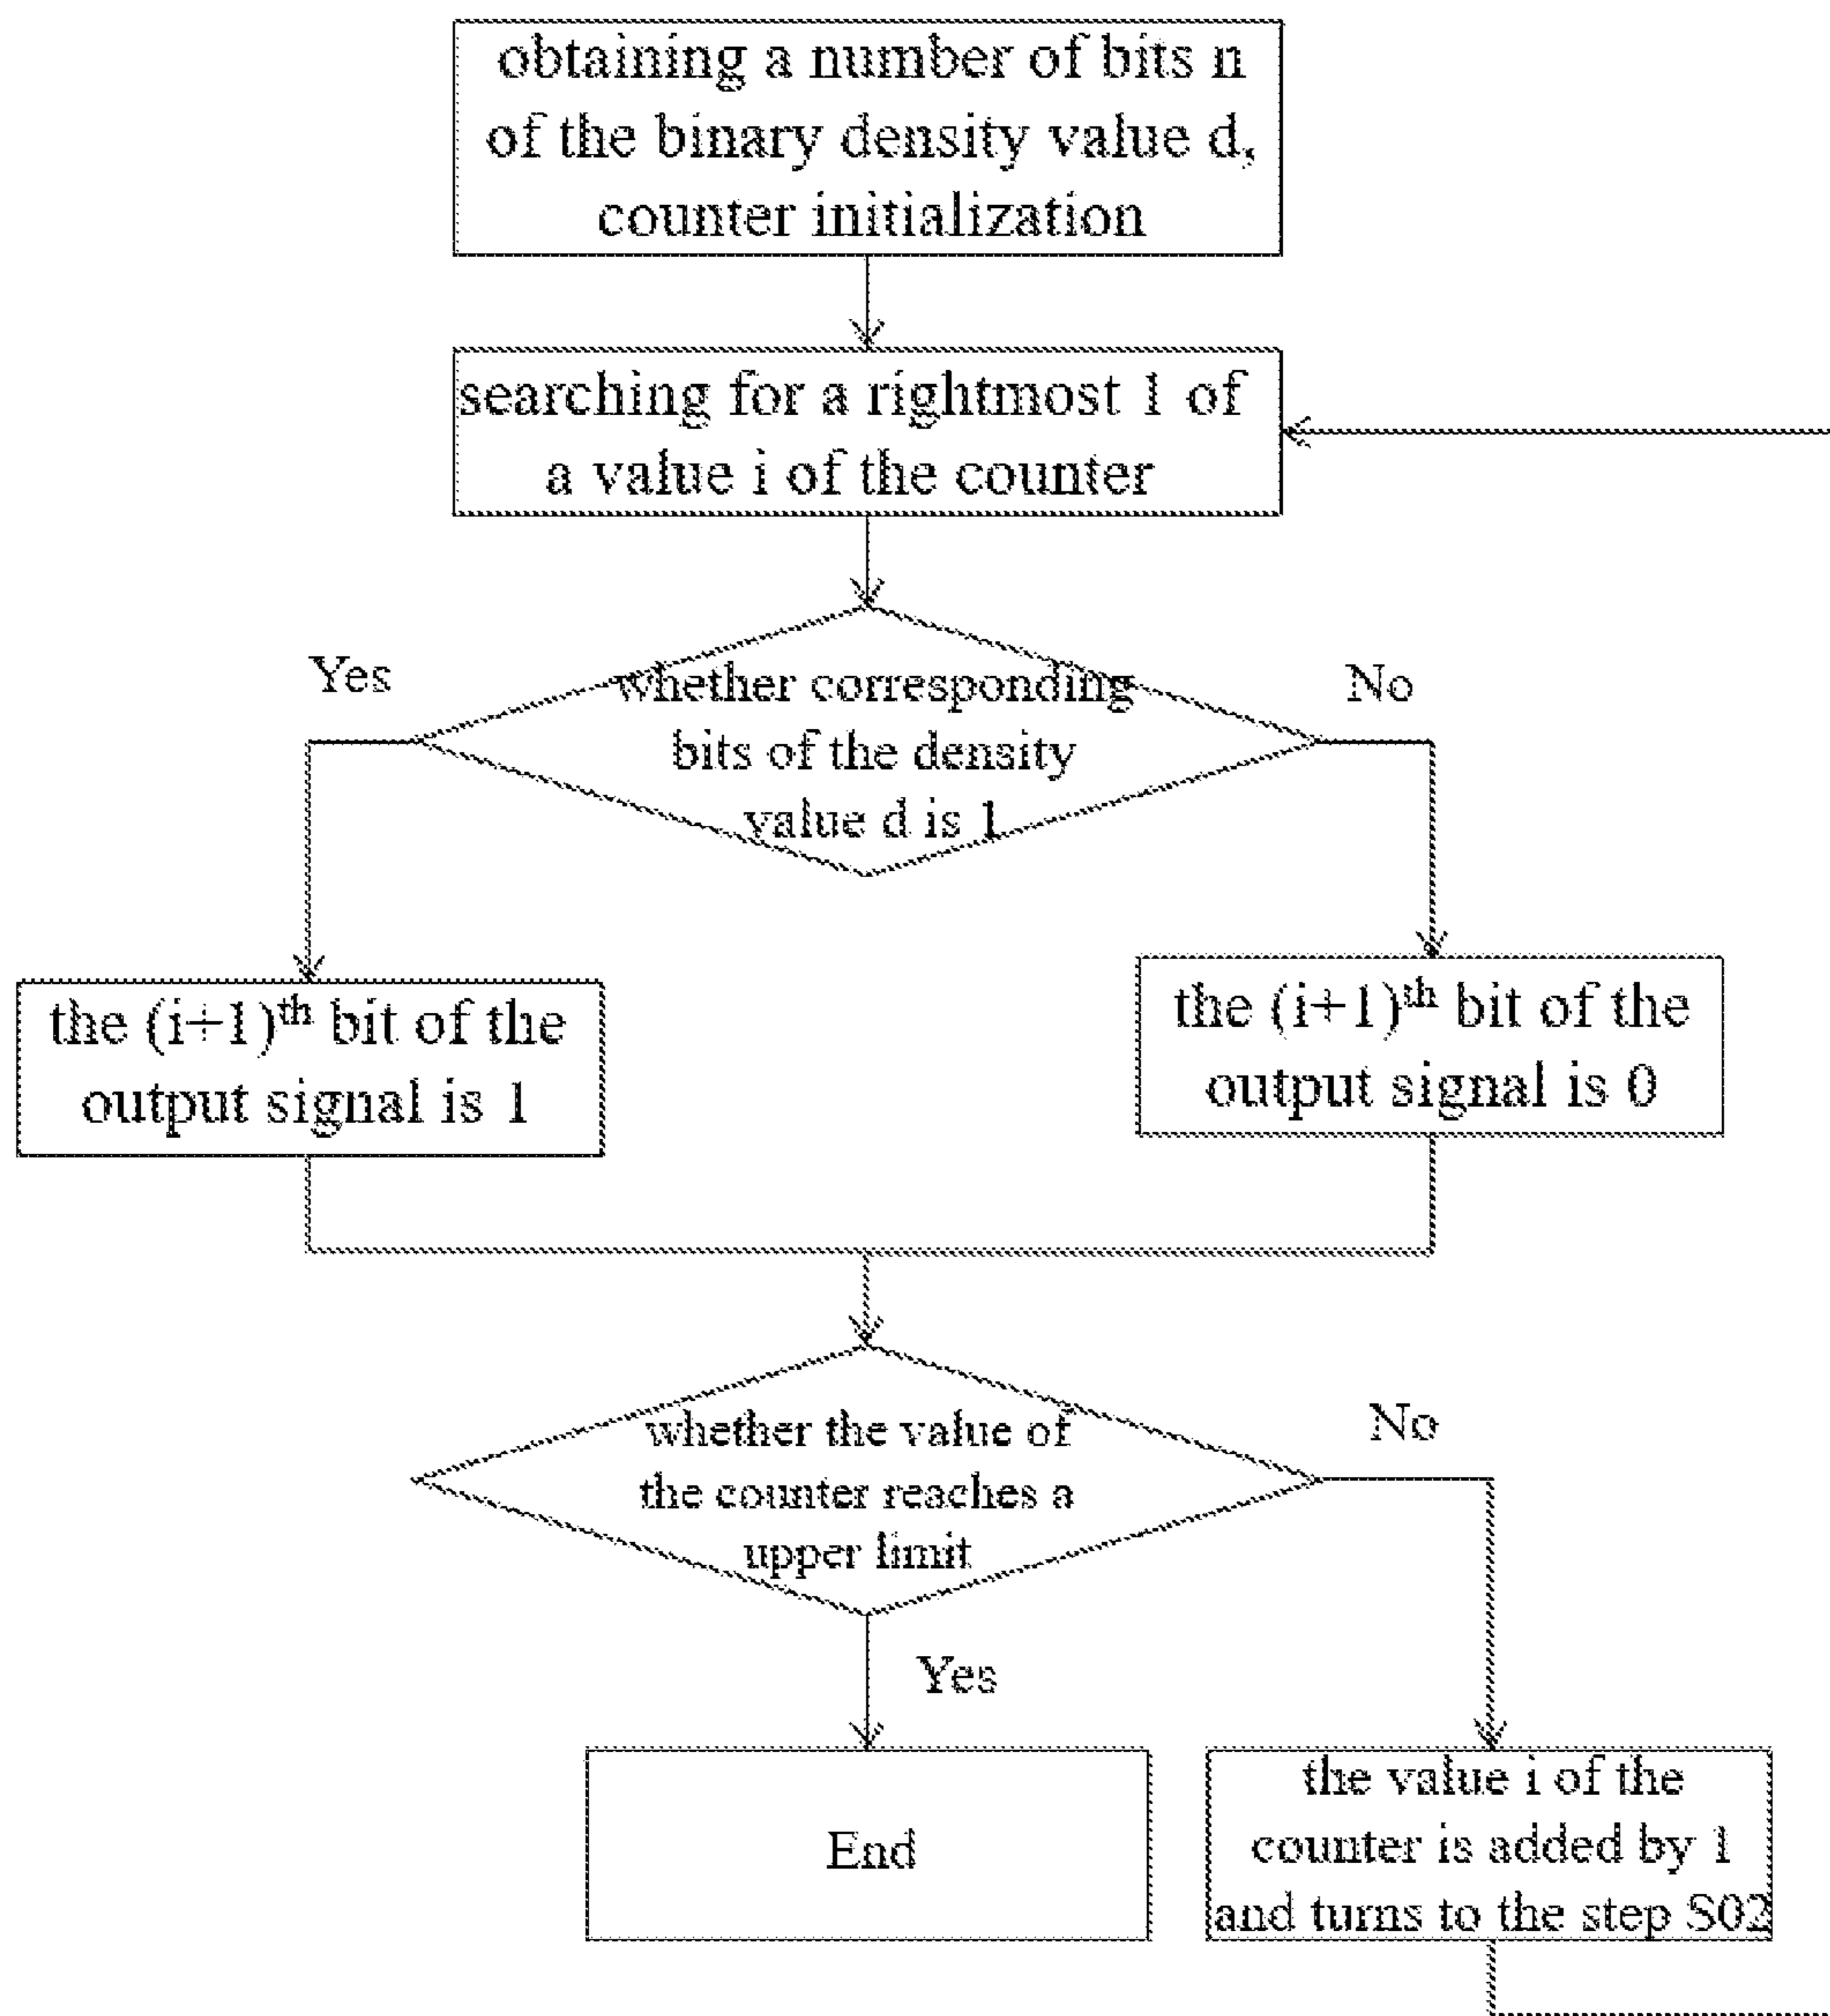 obtaining a number of bits n
of the binary density value d,
counter initialization
searching for a rightmost 1 of
a value i of the counter
Yes
whether corresponding
bits of the density
value d is 1
No
the (i+1)th bit of the
output signal is 1
the (i+1)th bit of the
output signal is 0
whether the value of
the counter reaches a
upper limit
No
Yes
End
the value i of the
counter is added by 1
and turns to the step S02